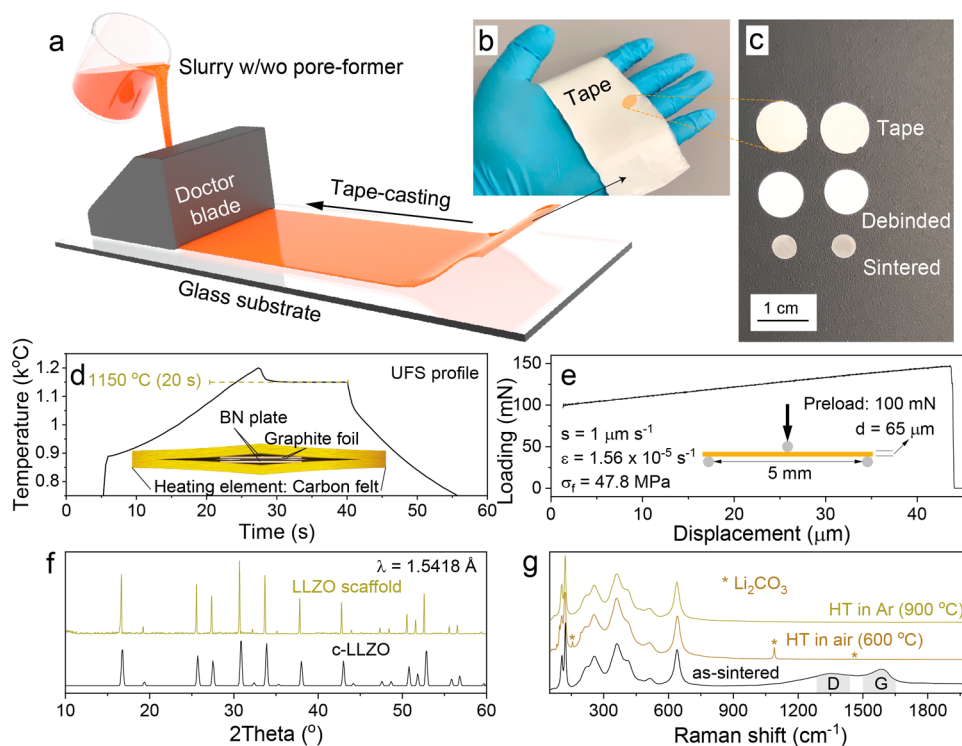 a
Slurry w/wo pore-former
Doctor
blade
Tape-casting
Glass substrate
b
Tape
c
Tape
Debinded
Sintered
1 cm
d
Temperature (k°C)
1.2
1.1
1.0
0.9
0.8
1150 °C (20 s)
UFS profile
BN plate
Graphite foil
Heating element: Carbon felt
0 10 20 30 40 50 60
Time (s)
e
Loading (mN)
150
100
50
0
Preload: 100 mN
d = 65 μm
s = 1 μm s⁻¹
ε = 1.56 x 10⁻⁵ s⁻¹
σf = 47.8 MPa
5 mm
0 10 20 30 40
Displacement (μm)
f
λ = 1.5418 Å
LLZO scaffold
c-LLZO
10 20 30 40 50 60
2Theta (°)
g
* Li₂CO₃
HT in Ar (900 °C)
* * *
HT in air (600 °C)
as-sintered
D G
300 600 900 1200 1500 1800
Raman shift (cm⁻¹)